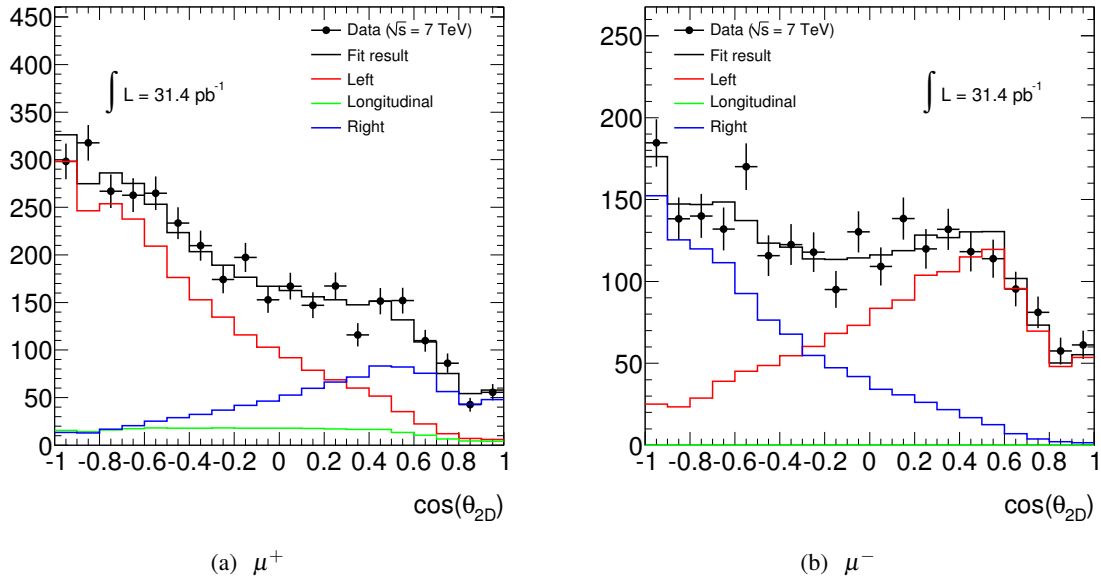 450
400
350
300
250
200
150
100
50
0
Data (√s = 7 TeV)
Fit result
Left
Longitudinal
Right
∫ L = 31.4 pb⁻¹
-1 -0.8 -0.6 -0.4 -0.2 0 0.2 0.4 0.6 0.8 1
cos(θ2D)
(a) μ⁺
250
200
150
100
50
0
Data (√s = 7 TeV)
Fit result
Left
Longitudinal
Right
∫ L = 31.4 pb⁻¹
-1 -0.8 -0.6 -0.4 -0.2 0 0.2 0.4 0.6 0.8 1
cos(θ2D)
(b) μ⁻